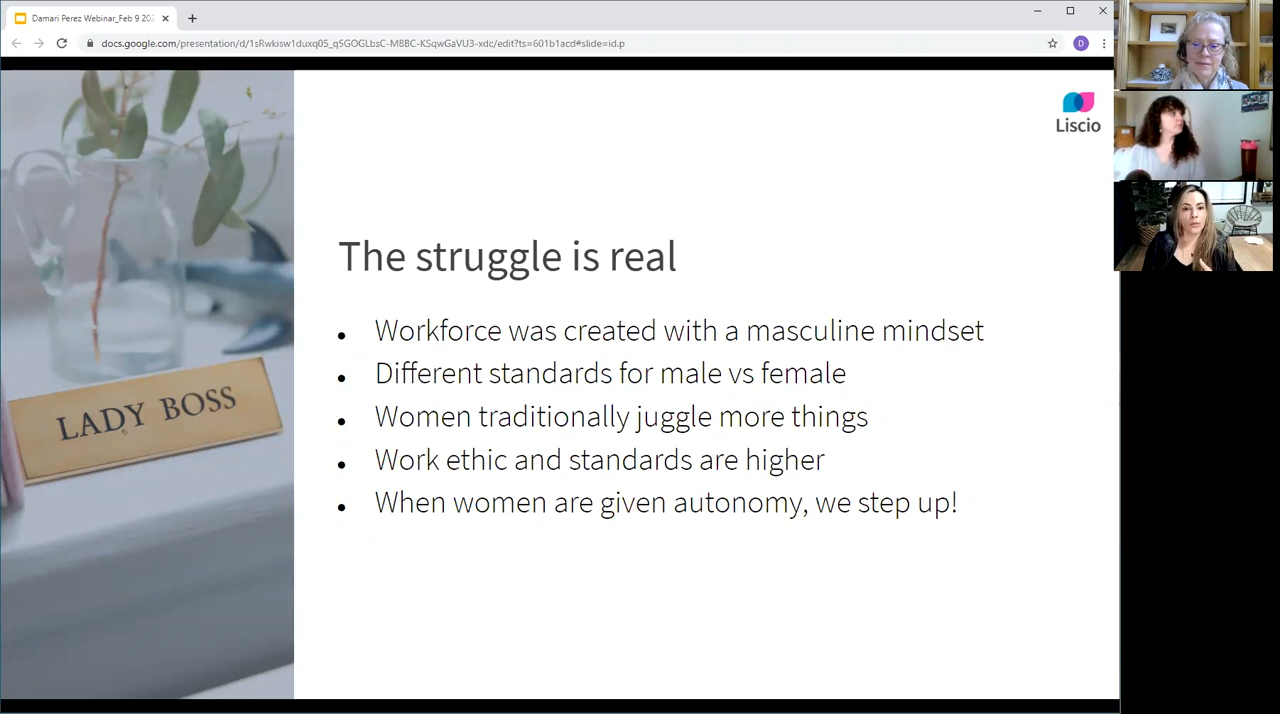 Damari Perez Webinar_Feb 9 202
docs.google.com/presentation/d/1sRwkisw1duxq05_q5GOGLbsC-M8BC-KSqwGaVU3-xdc/edit?ts=601b1acd#slide=id.p
D
Liscio
The struggle is real
• Workforce was created with a masculine mindset
• Different standards for male vs female
• Women traditionally juggle more things
• Work ethic and standards are higher
• When women are given autonomy, we step up!
LADY BOSS